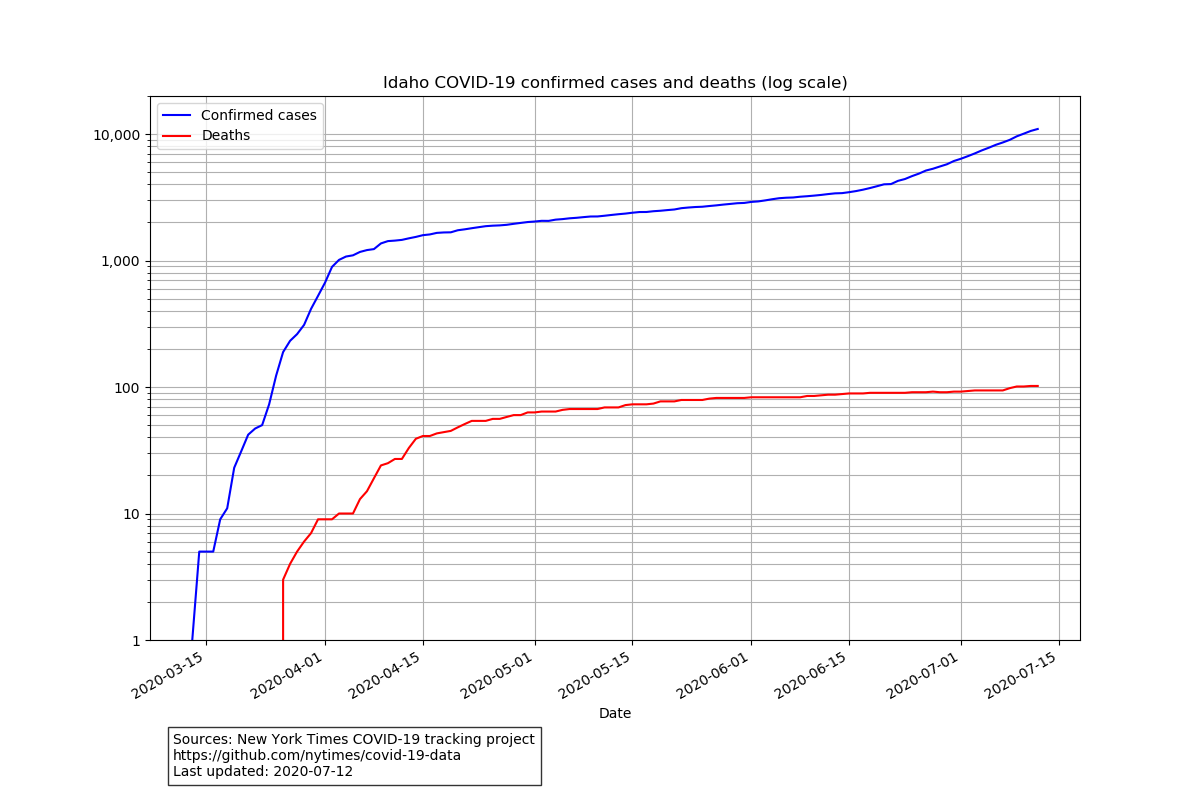 Idaho COVID-19 confirmed cases and deaths (log scale)
Confirmed cases
Deaths
10,000
1,000
100
10
1
2020-03-15
2020-04-01
2020-04-15
2020-05-01
2020-05-15
2020-06-01
2020-06-15
2020-07-01
2020-07-15
Date
Sources: New York Times COVID-19 tracking project
https://github.com/nytimes/covid-19-data
Last updated: 2020-07-12